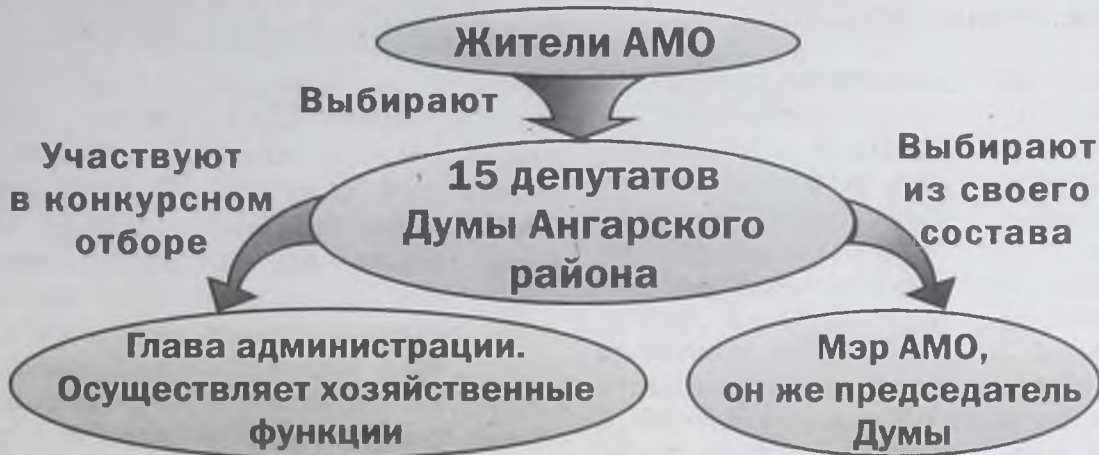 Жители АМО
Выбирают
Участвуют
в конкурсном
отборе
15 депутатов
Думы Ангарского
района
Выбирают
из своего
состава
Глава администрации.
Осуществляет хозяйственные
функции
Мэр АМО,
он же председатель
Думы